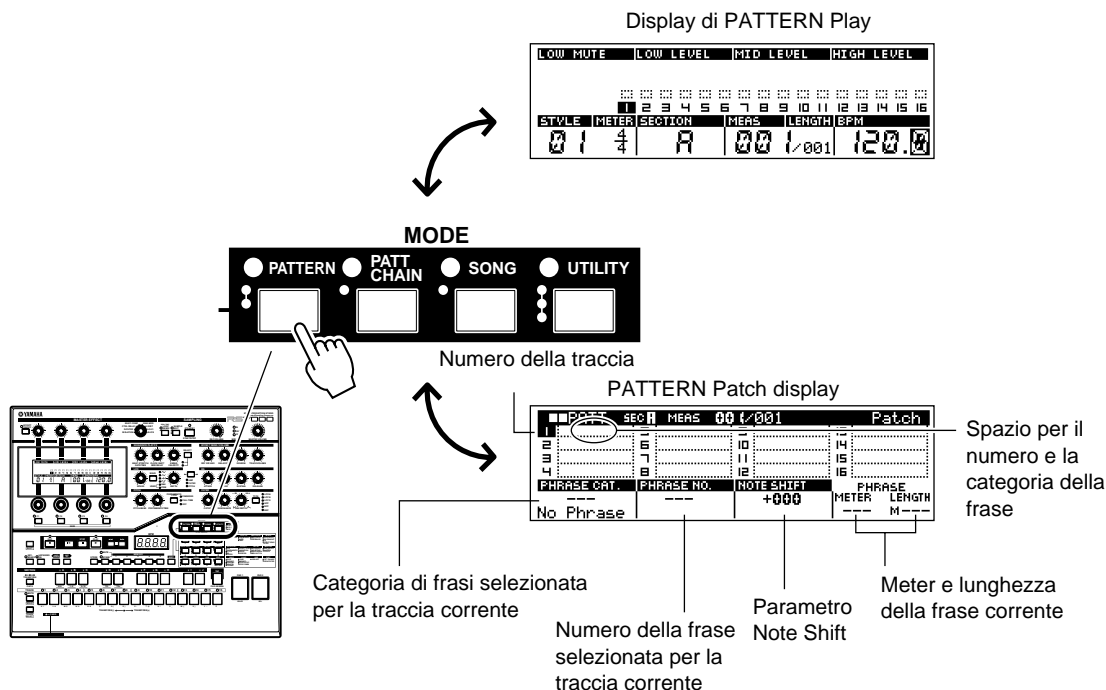 Display di PATTERN Play
LOW MUTE LOW LEVEL MID LEVEL HIGH LEVEL
1 2 3 4 5 6 7 8 9 10 11 12 13 14 15 16
STYLE METER SECTION MEAS LENGTH BPM
01 4/4 A 001/001 120.0
MODE
PATTERN PATT CHAIN SONG UTILITY
Numero della traccia
PATTERN Patch display
PATT SEC A MEAS 001/001 Patch
1
2 10
3 7 11 15
4 8 12 16
PHRASE CAT. PHRASE NO. NOTE SHIFT PHRASE
METER LENGTH
--- --- +000 --- M---
No Phrase
Spazio per il
numero e la
categoria della
frase
Categoria di frasi selezionata
per la traccia corrente
Numero della frase
selezionata per la
traccia corrente
Parametro
Note Shift
Meter e lunghezza
della frase corrente
YAMAHA